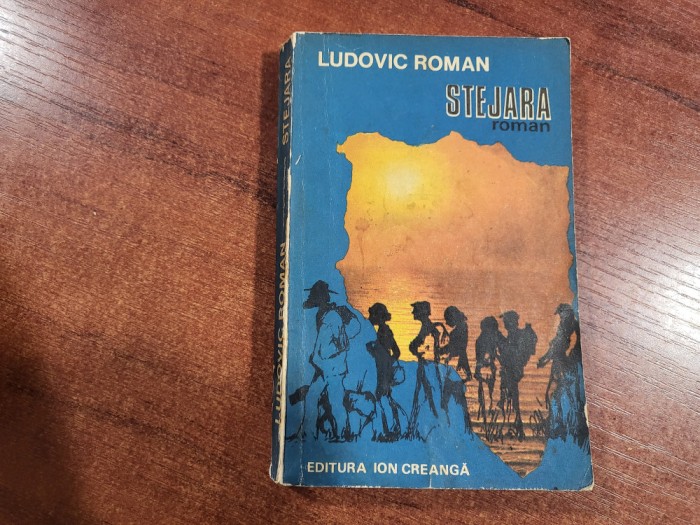 LUDOVIC ROMAN
STEJARA
roman
EDITURA ION CREANGĂ
LUDOVIC ROMAN STEJARA